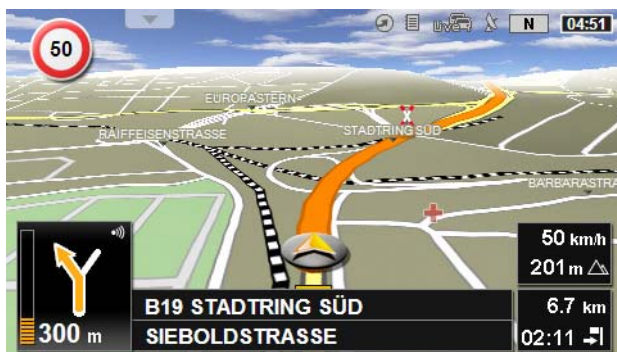 50
LIVE
N
04:51
EUROPASTERN
RAIFFEISENSTRASSE
STADTRING SÜD
BARBARASTRA
50 km/h
201 m
300 m
B19 STADTRING SÜD
SIEBOLDSTRASSE
6.7 km
02:11